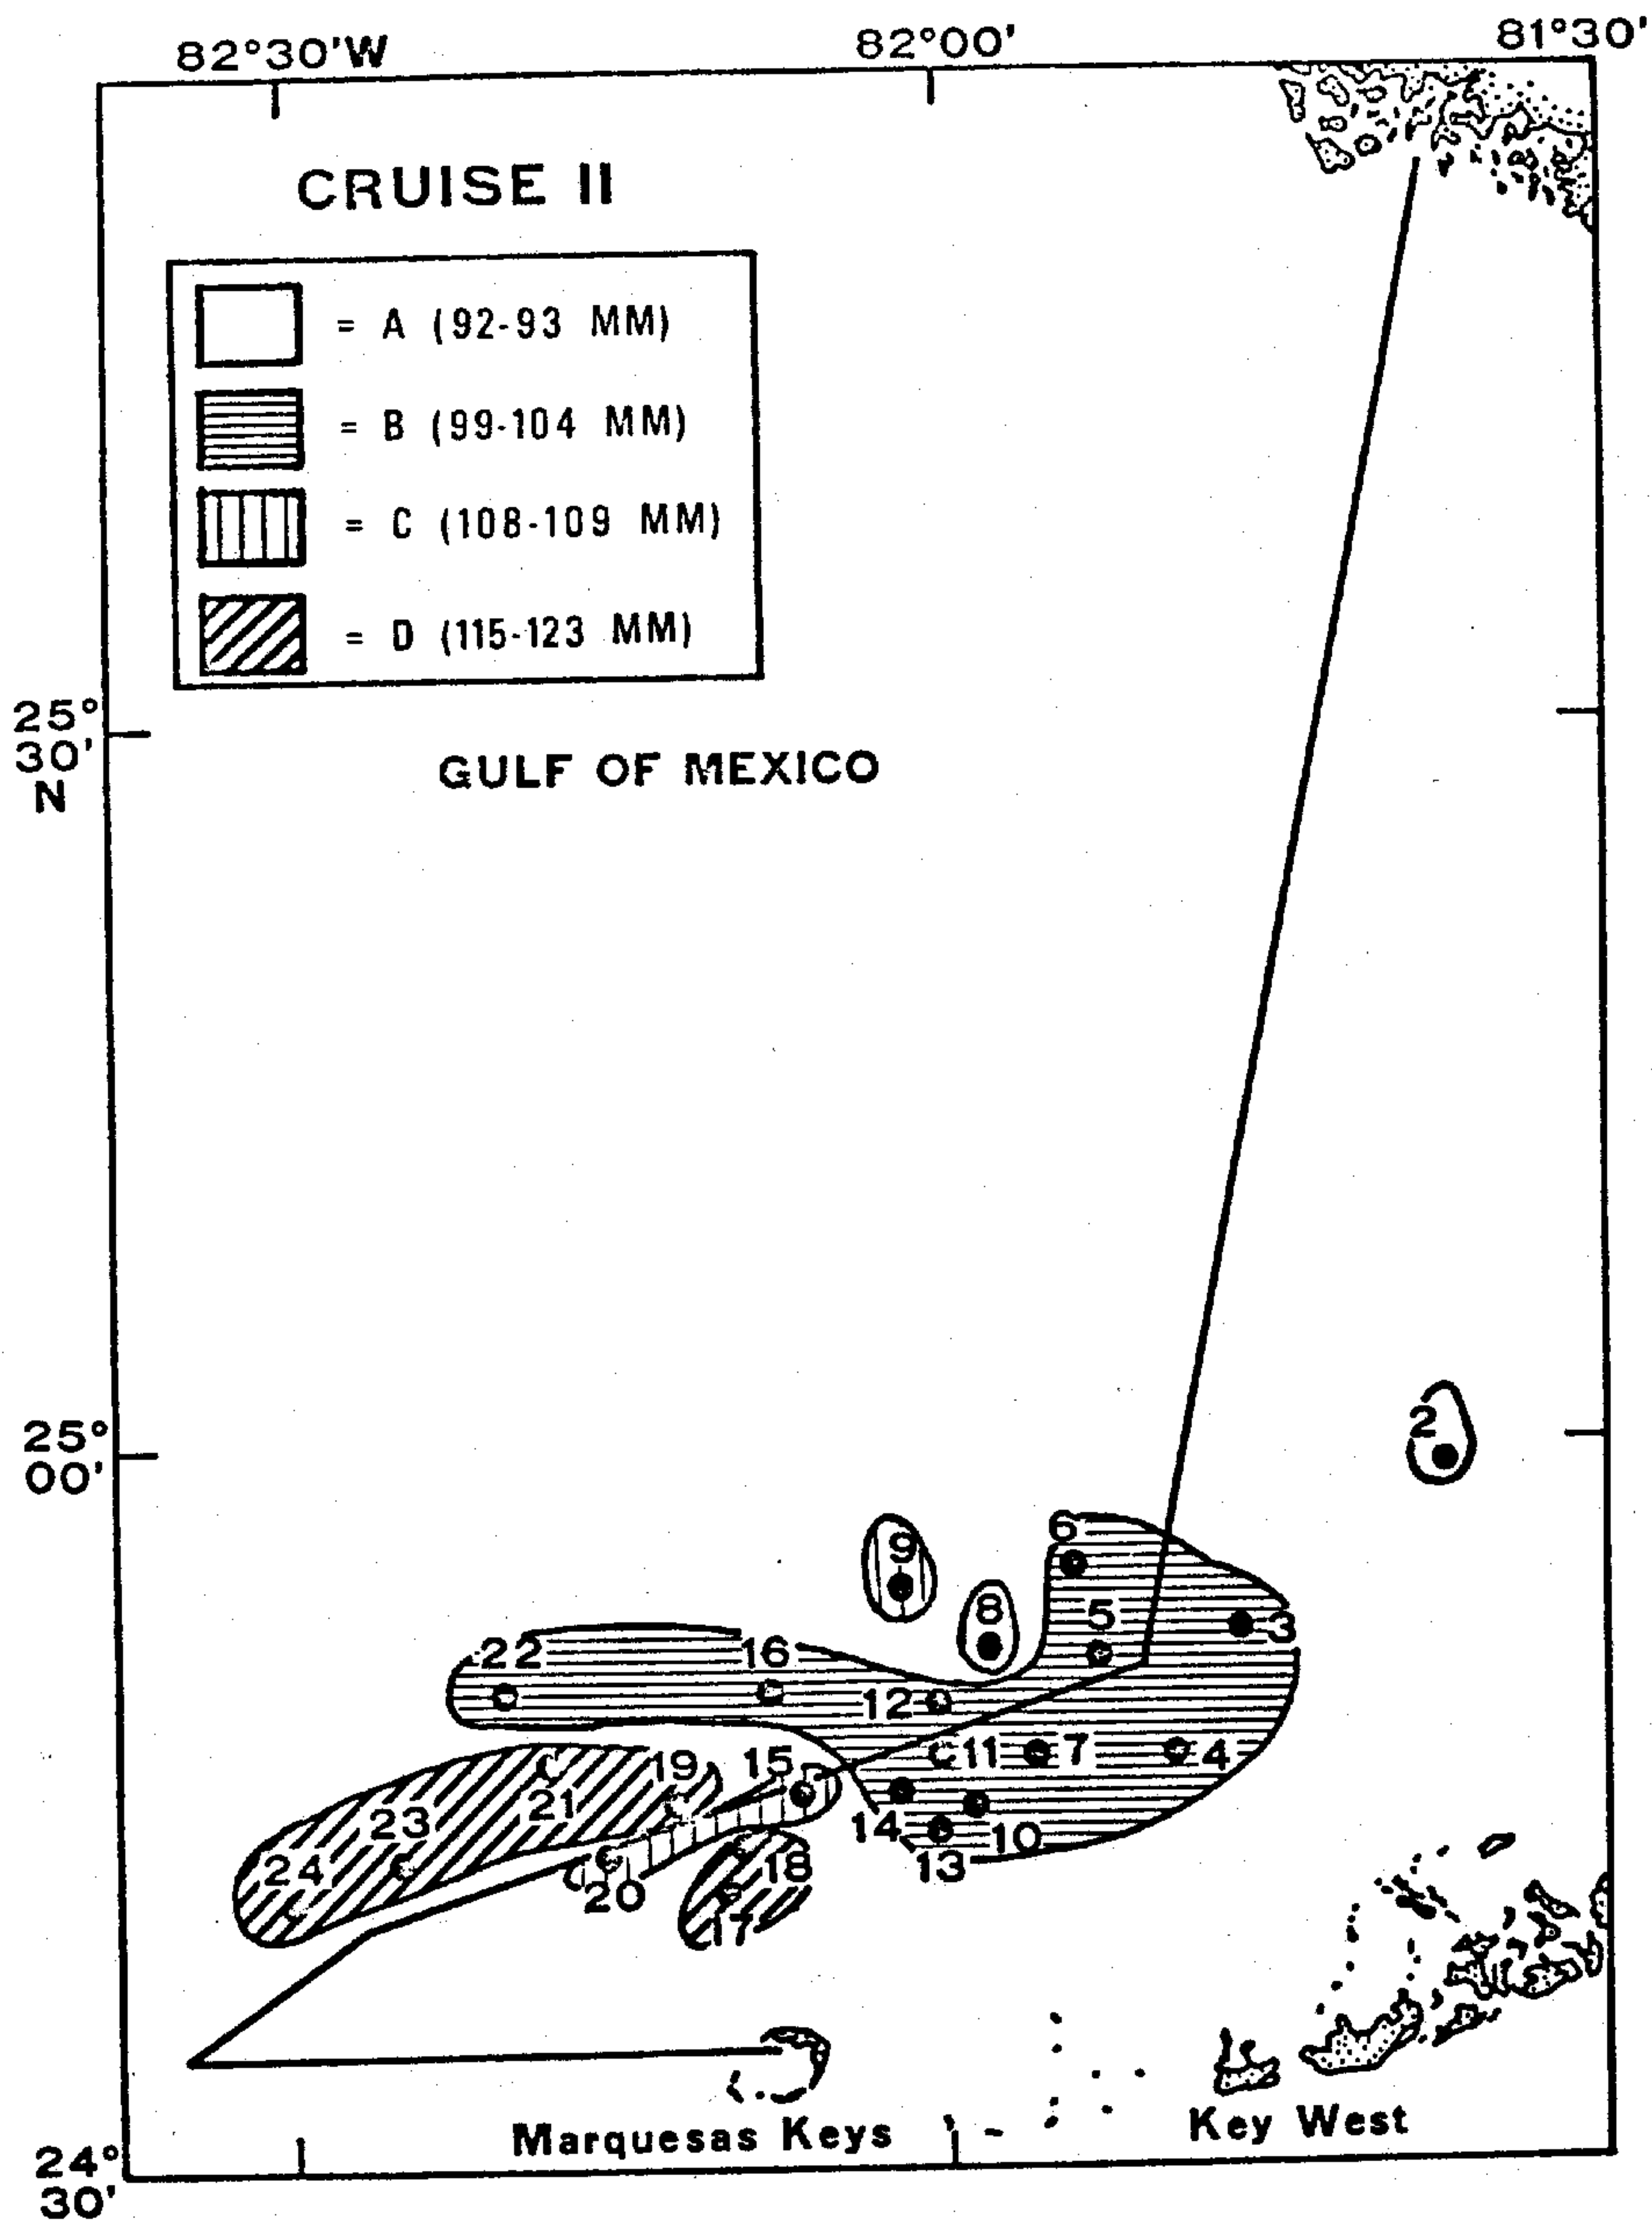 82°30'W 82°00' 81°30'
CRUISE II
= A (92-93 MM)
= B (99-104 MM)
= C (108-109 MM)
= D (115-123 MM)
25°
30'
N
GULF OF MEXICO
25°
00'
2
6
9
8
5
3
22
16
12
11
7
4
19
15
21
23
14
10
13
24
18
20
17
Marquesas Keys
Key West
24°
30'